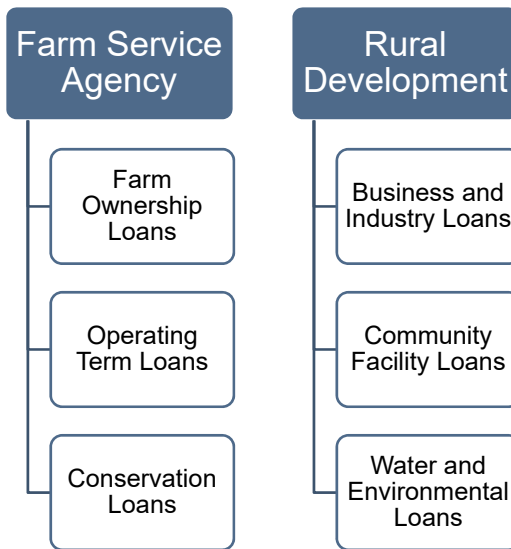 Farm Service
Agency
Farm
Ownership
Loans
Operating
Term Loans
Conservation
Loans
Rural
Development
Business and
Industry Loans
Community
Facility Loans
Water and
Environmental
Loans